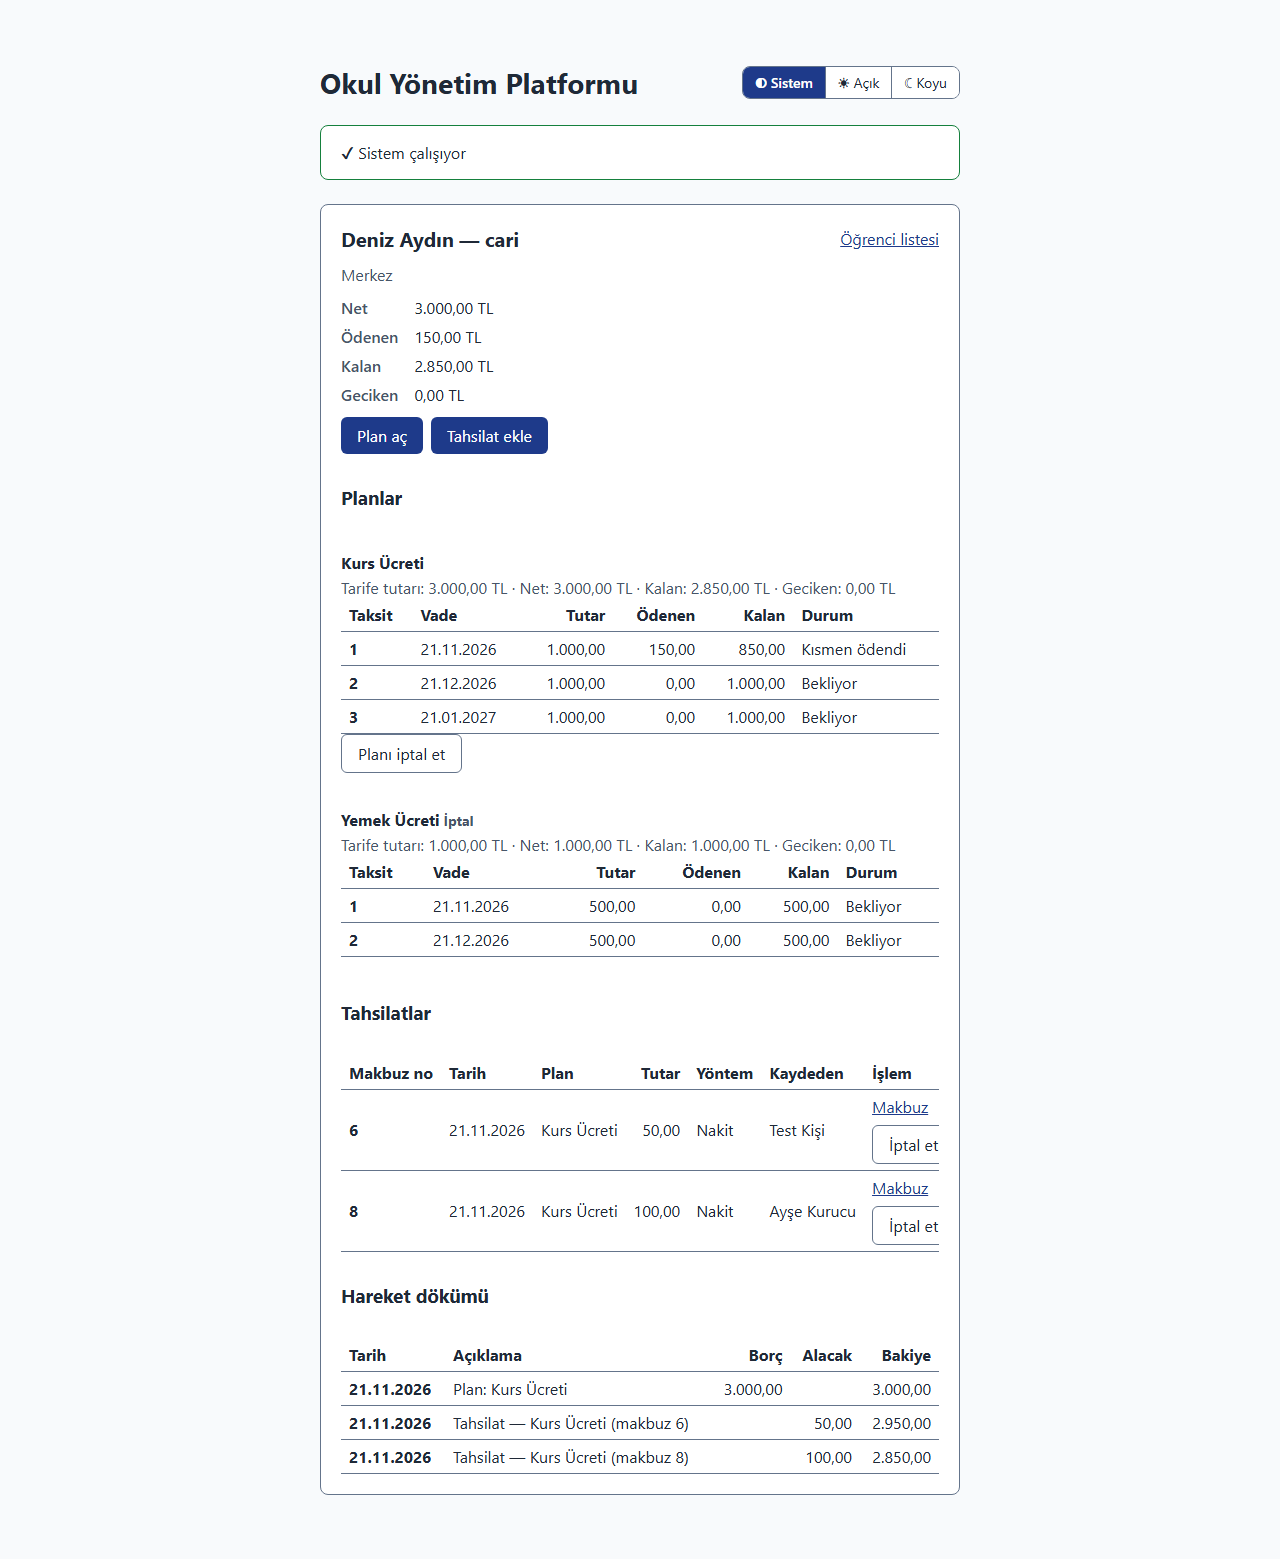 Okul Yönetim Platformu
◐ Sistem ☀ Açık ☾ Koyu
✓ Sistem çalışıyor
Deniz Aydın — cari Öğrenci listesi
Merkez
Net 3.000,00 TL
Ödenen 150,00 TL
Kalan 2.850,00 TL
Geciken 0,00 TL
Plan aç Tahsilat ekle
Planlar
Kurs Ücreti
Tarife tutarı: 3.000,00 TL · Net: 3.000,00 TL · Kalan: 2.850,00 TL · Geciken: 0,00 TL
Taksit Vade Tutar Ödenen Kalan Durum
1 21.11.2026 1.000,00 150,00 850,00 Kısmen ödendi
2 21.12.2026 1.000,00 0,00 1.000,00 Bekliyor
3 21.01.2027 1.000,00 0,00 1.000,00 Bekliyor
Planı iptal et
Yemek Ücreti İptal
Tarife tutarı: 1.000,00 TL · Net: 1.000,00 TL · Kalan: 1.000,00 TL · Geciken: 0,00 TL
Taksit Vade Tutar Ödenen Kalan Durum
1 21.11.2026 500,00 0,00 500,00 Bekliyor
2 21.12.2026 500,00 0,00 500,00 Bekliyor
Tahsilatlar
Makbuz no Tarih Plan Tutar Yöntem Kaydeden İşlem
6 21.11.2026 Kurs Ücreti 50,00 Nakit Test Kişi Makbuz
İptal et
8 21.11.2026 Kurs Ücreti 100,00 Nakit Ayşe Kurucu Makbuz
İptal et
Hareket dökümü
Tarih Açıklama Borç Alacak Bakiye
21.11.2026 Plan: Kurs Ücreti 3.000,00 3.000,00
21.11.2026 Tahsilat — Kurs Ücreti (makbuz 6) 50,00 2.950,00
21.11.2026 Tahsilat — Kurs Ücreti (makbuz 8) 100,00 2.850,00